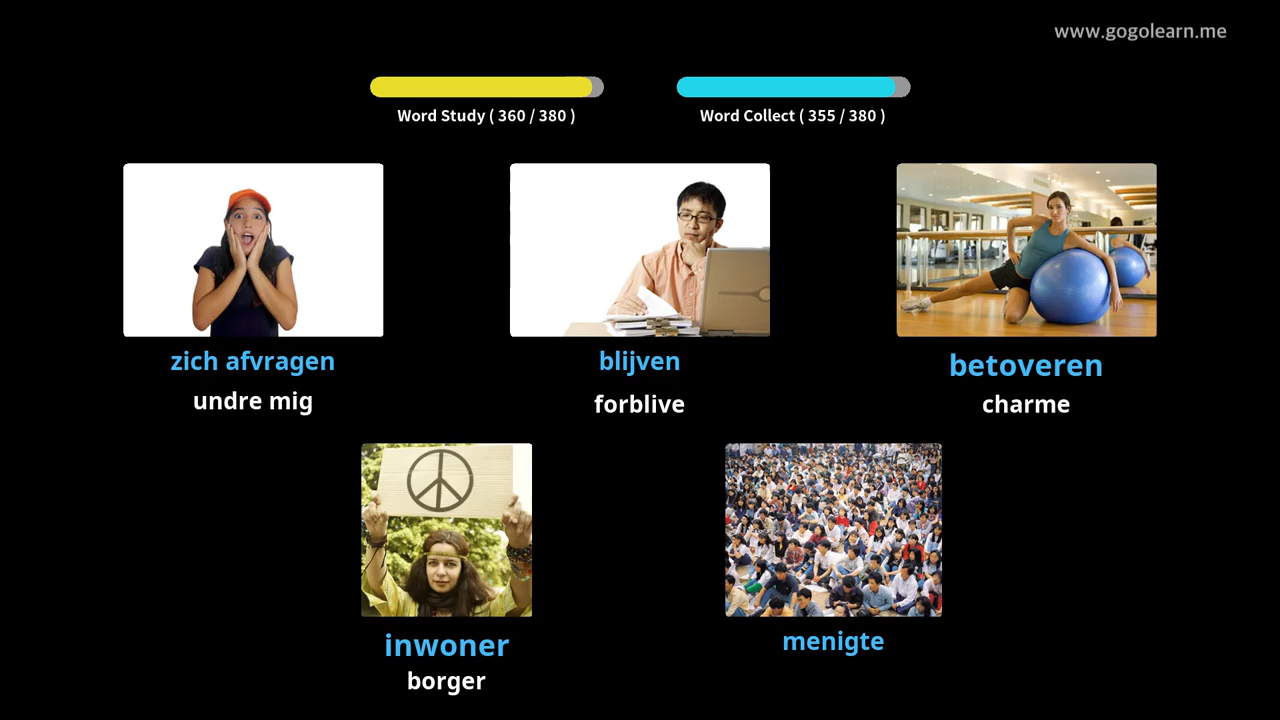 www.gogolearn.me
Word Study ( 360 / 380 )
Word Collect ( 355 / 380 )
zich afvragen
undre mig
blijven
forblive
betoveren
charme
inwoner
borger
menigte